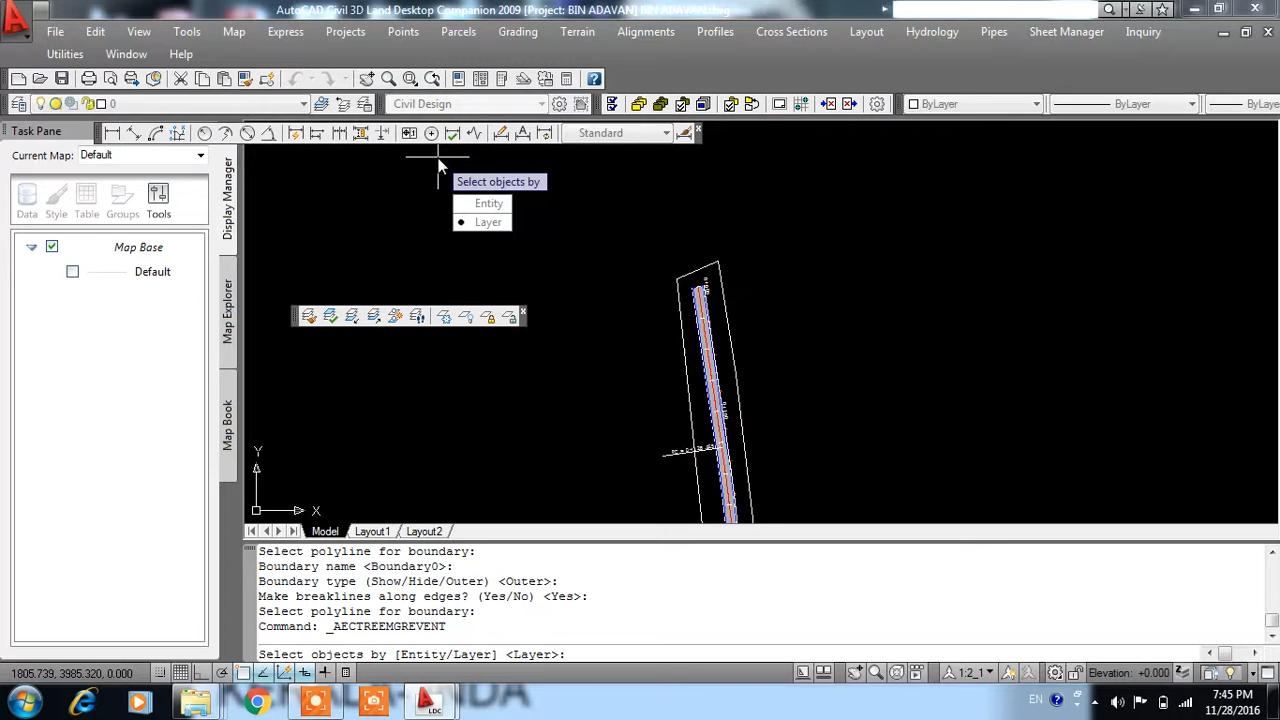 AutoCAD Civil 3D Land Desktop Companion 2009 [Project: BIN ADAVAN] BIN ADAVAN.dwg
File Edit View Tools Map Express Projects Points Parcels Grading Terrain Alignments Profiles Cross Sections Layout Hydrology Pipes Sheet Manager Inquiry
Utilities Window Help
0 Civil Design ByLayer ByLayer ByLay
Task Pane Standard
Current Map: Default
Data Style Table Groups Tools
Display Manager
Map Explorer
Map Book
Map Base
Default
Select objects by
Entity
Layer
Y
X
Model Layout1 Layout2
Select polyline for boundary:
Boundary name <Boundary0>:
Boundary type (Show/Hide/Outer) <Outer>:
Make breaklines along edges? (Yes/No) <Yes>:
Select polyline for boundary:
Command: _AECTREEMGREVENT
Select objects by [Entity/Layer] <Layer>:
1805.739, 3985.320, 0.000 1:2_1 Elevation: +0.000
LDC EN 7:45 PM
11/28/2016